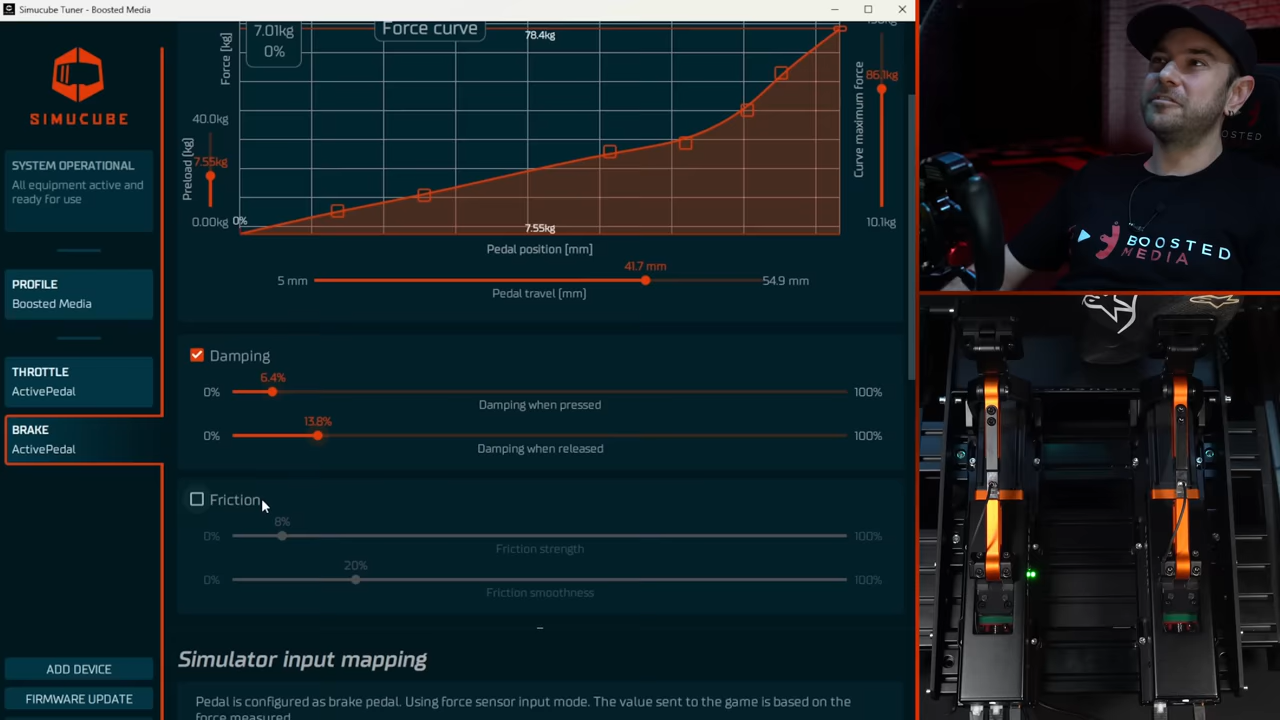 Simucube Tuner - Boosted Media
SIMUCUBE
SYSTEM OPERATIONAL
All equipment active and
ready for use
PROFILE
Boosted Media
THROTTLE
ActivePedal
BRAKE
ActivePedal
ADD DEVICE
FIRMWARE UPDATE
7.01kg
0%
Force curve
78.4kg
Force [kg]
40.0kg
Preload [kg]
7.55kg
0.00kg
0%
7.55kg
Curve maximum force
86.1kg
10.1kg
Pedal position [mm]
41.7 mm
5 mm
54.9 mm
Pedal travel [mm]
Damping
6.4%
0%
100%
Damping when pressed
13.8%
0%
100%
Damping when released
Friction
8%
0%
100%
Friction strength
20%
0%
100%
Friction smoothness
Simulator input mapping
Pedal is configured as brake pedal. Using force sensor input mode. The value sent to the game is based on the
force measured
BOOSTED
MEDIA